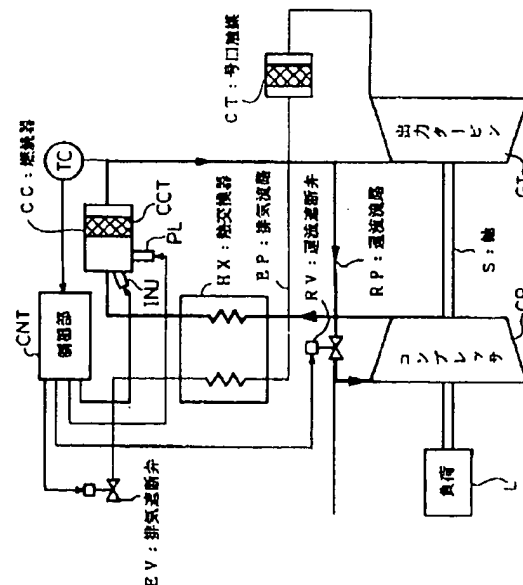 CC：燃焼器
TC
CNT
制御部
CCT
PL
INJ
HX：熱交換器
EP：排気流路
RV：還流遮断弁
RP：還流流路
CT：号口触媒
出力タービン
GT
S：軸
CP
コンプレッサ
負荷
L
EV：排気遮断弁